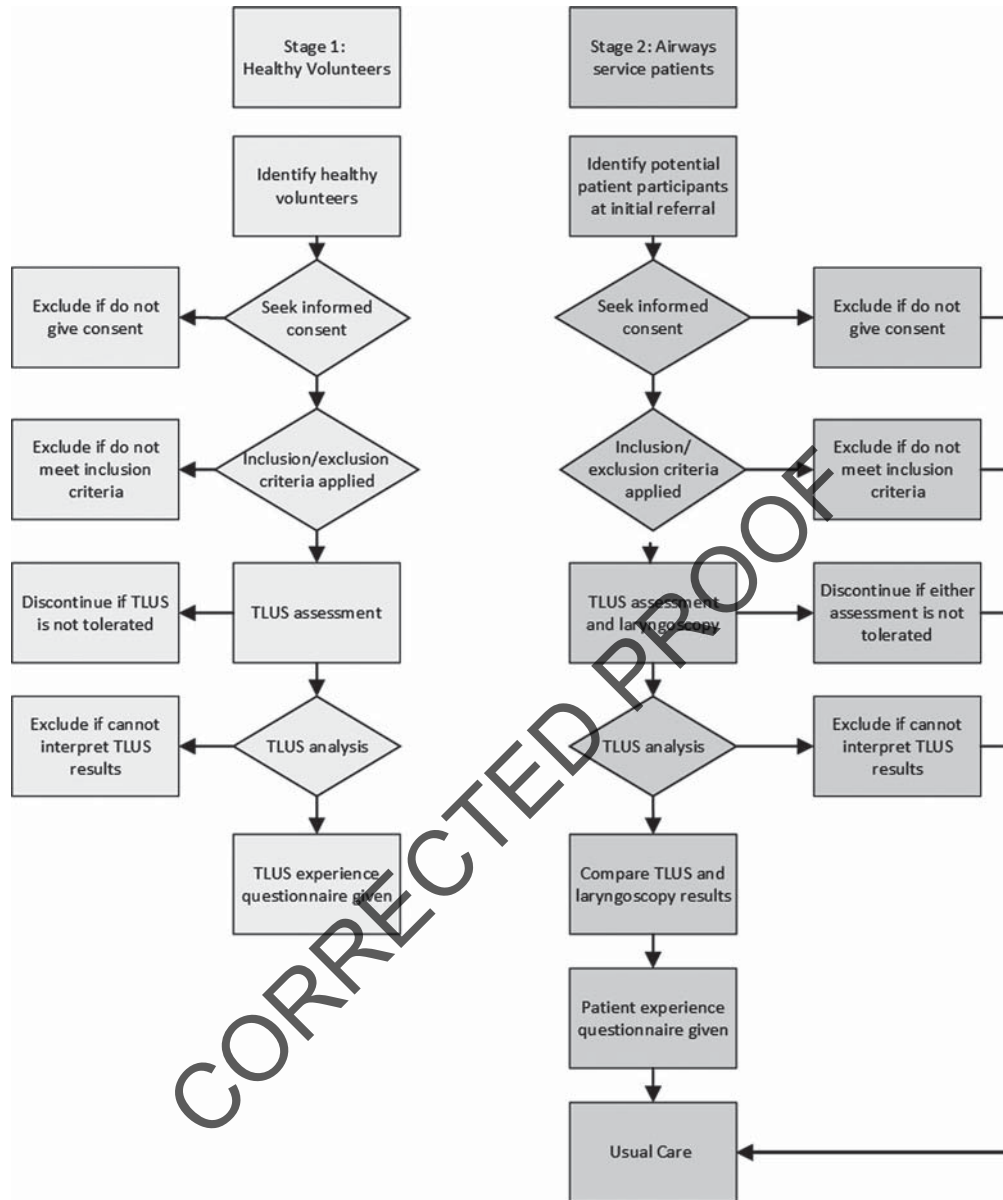 Stage 1:
Healthy Volunteers
Identify healthy
volunteers
Seek informed
consent
Exclude if do not
give consent
Inclusion/exclusion
criteria applied
Exclude if do not
meet inclusion
criteria
TLUS assessment
Discontinue if TLUS
is not tolerated
TLUS analysis
Exclude if cannot
interpret TLUS
results
TLUS experience
questionnaire given
Stage 2: Airways
service patients
Identify potential
patient participants
at initial referral
Seek informed
consent
Exclude if do not
give consent
Inclusion/
exclusion criteria
applied
Exclude if do not
meet inclusion
criteria
TLUS assessment
and laryngoscopy
Discontinue if either
assessment is not
tolerated
TLUS analysis
Exclude if cannot
interpret TLUS
results
Compare TLUS and
laryngoscopy results
Patient experience
questionnaire given
Usual Care
CORRECTED PROOF